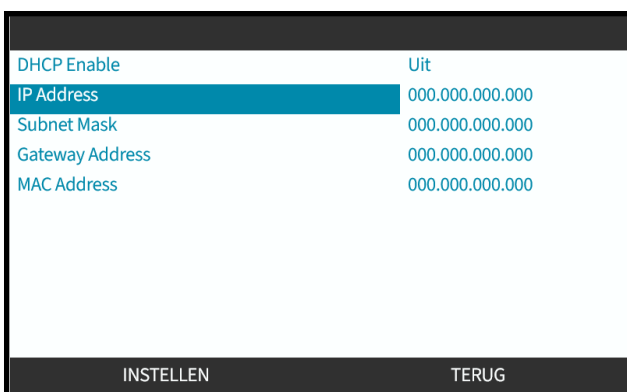 DHCP Enable Uit
IP Address 000.000.000.000
Subnet Mask 000.000.000.000
Gateway Address 000.000.000.000
MAC Address 000.000.000.000
INSTELLEN TERUG